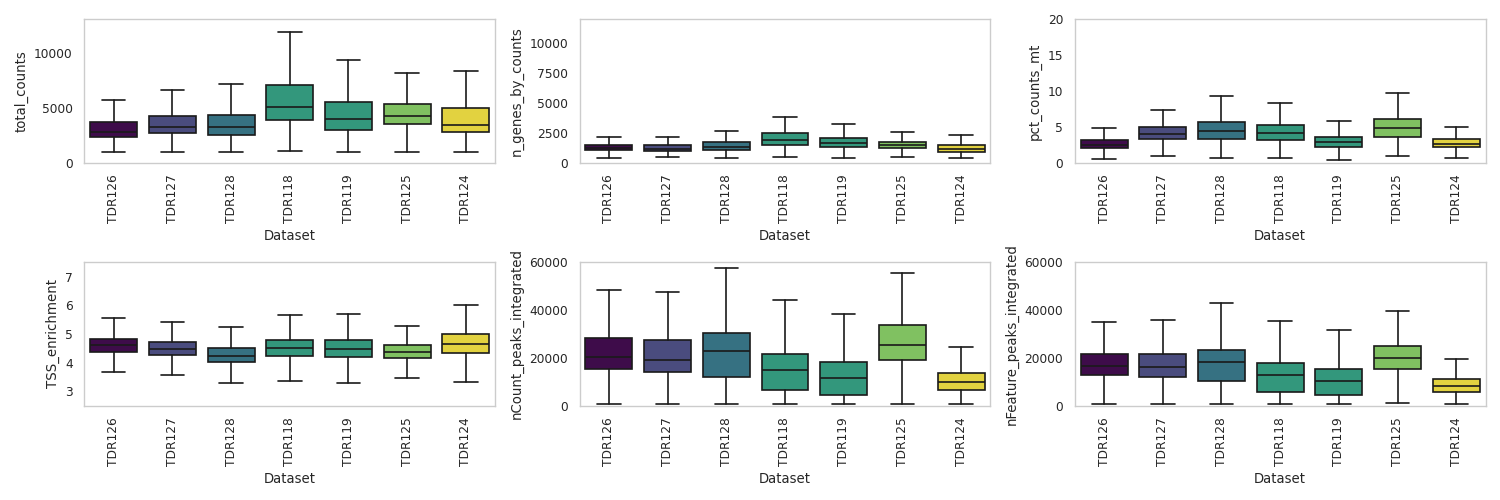 total_counts
10000
5000
0
TDR126
TDR127
TDR128
TDR118
TDR119
TDR125
TDR124
Dataset
n_genes_by_counts
10000
7500
5000
2500
0
TDR126
TDR127
TDR128
TDR118
TDR119
TDR125
TDR124
Dataset
pct_counts_mt
20
15
10
5
0
TDR126
TDR127
TDR128
TDR118
TDR119
TDR125
TDR124
Dataset
TSS_enrichment
7
6
5
4
3
TDR126
TDR127
TDR128
TDR118
TDR119
TDR125
TDR124
Dataset
nCount_peaks_integrated
60000
40000
20000
0
TDR126
TDR127
TDR128
TDR118
TDR119
TDR125
TDR124
Dataset
nFeature_peaks_integrated
60000
40000
20000
0
TDR126
TDR127
TDR128
TDR118
TDR119
TDR125
TDR124
Dataset